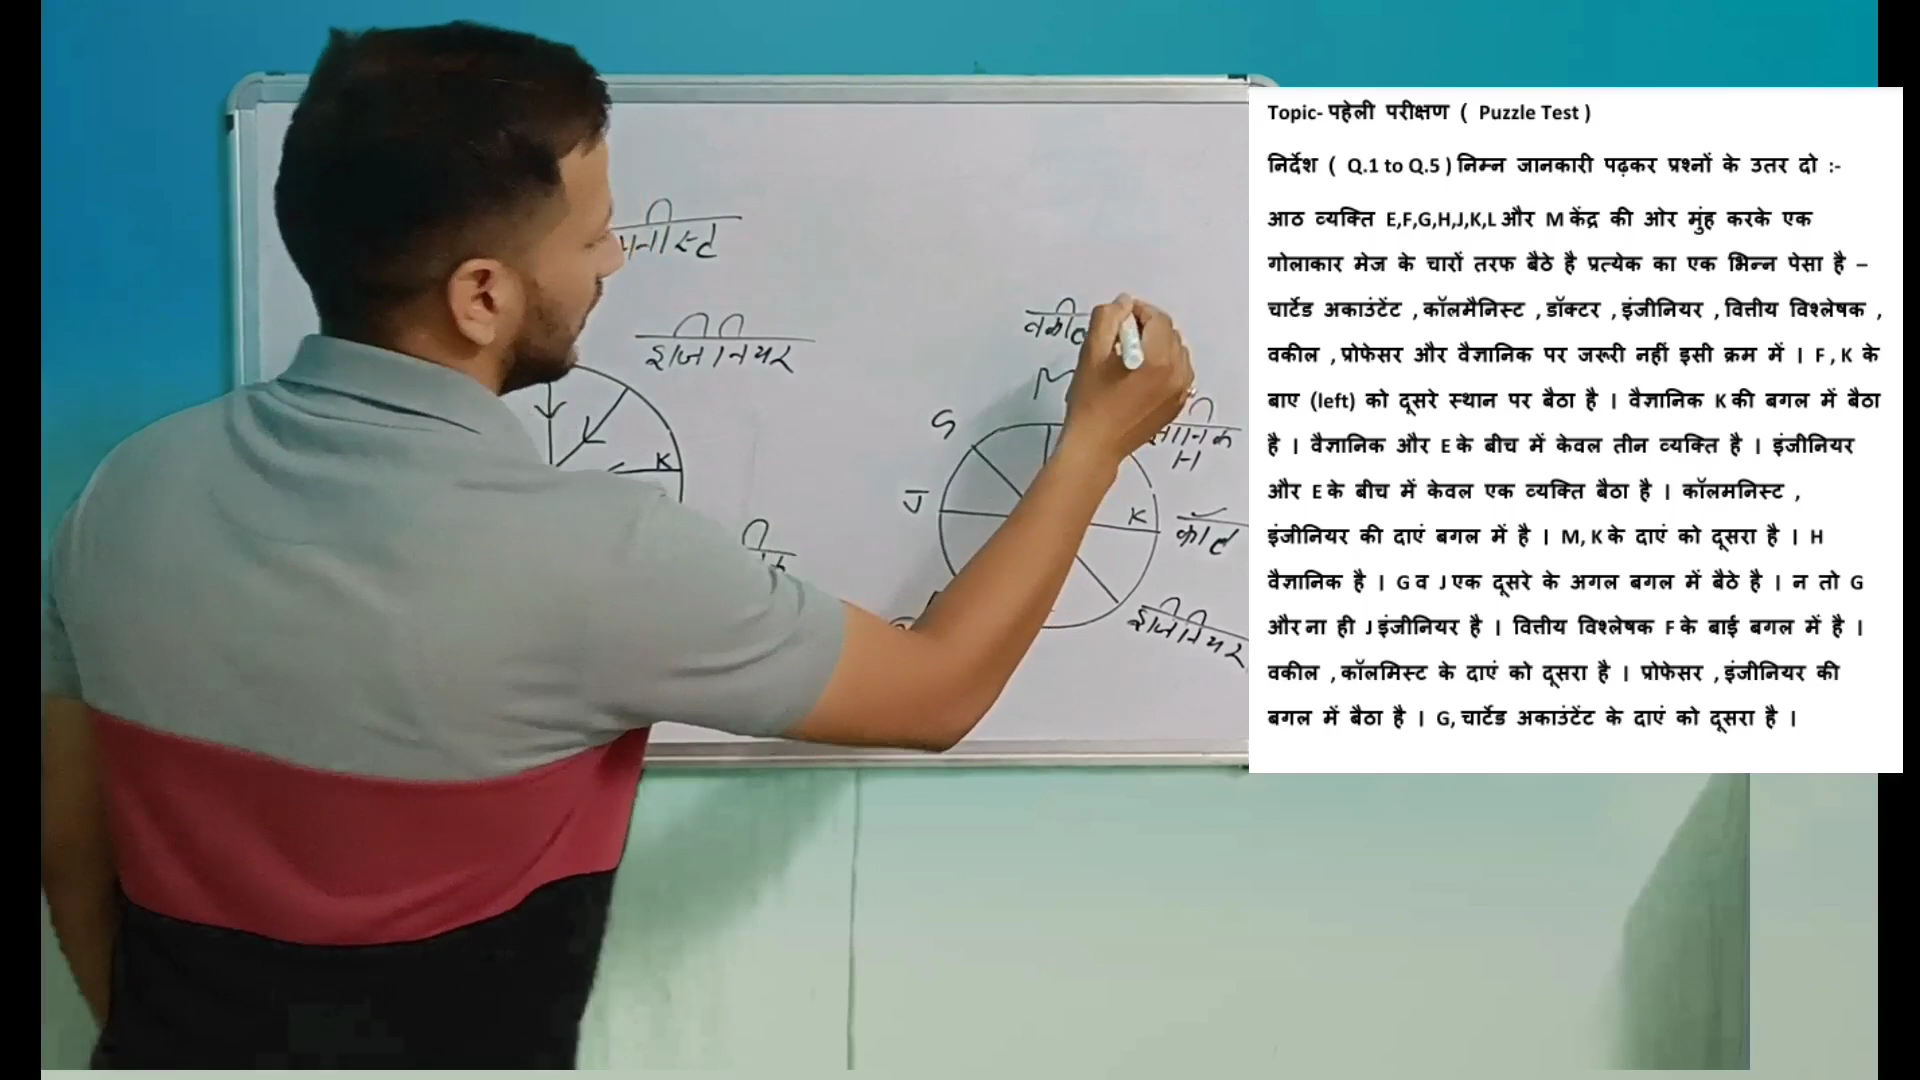 Topic- पहेली परीक्षण ( Puzzle Test )
निर्देश ( Q.1 to Q.5 ) निम्न जानकारी पढ़कर प्रश्नों के उतर दो :-
आठ व्यक्ति E,F,G,H,J,K,L और M केंद्र की ओर मुंह करके एक
गोलाकार मेज के चारों तरफ बैठे है प्रत्येक का एक भिन्न पेसा है –
चार्टेड अकाउंटेंट , कॉलमैनिस्ट , डॉक्टर , इंजीनियर , वित्तीय विश्लेषक ,
वकील , प्रोफेसर और वैज्ञानिक पर जरूरी नहीं इसी क्रम में । F , K के
बाए (left) को दूसरे स्थान पर बैठा है । वैज्ञानिक K की बगल में बैठा
है । वैज्ञानिक और E के बीच में केवल तीन व्यक्ति है । इंजीनियर
और E के बीच में केवल एक व्यक्ति बैठा है । कॉलमनिस्ट ,
इंजीनियर की दाएं बगल में है । M, K के दाएं को दूसरा है । H
वैज्ञानिक है । G व J एक दूसरे के अगल बगल में बैठे है । न तो G
और ना ही J इंजीनियर है । वित्तीय विश्लेषक F के बाई बगल में है ।
वकील , कॉलमिस्ट के दाएं को दूसरा है । प्रोफेसर , इंजीनियर की
बगल में बैठा है । G, चार्टेड अकाउंटेंट के दाएं को दूसरा है ।
इंजिनियर
K
M
G
H
J
K
इंजिनियर